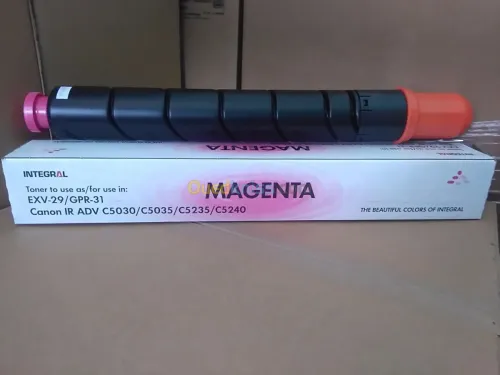 INTEGRAL
Toner to use as/for use in:
EXV-29/GPR-31
Canon IR ADV C5030/C5035/C5235/C5240
MAGENTA
THE BEAUTIFUL COLORS OF INTEGRAL